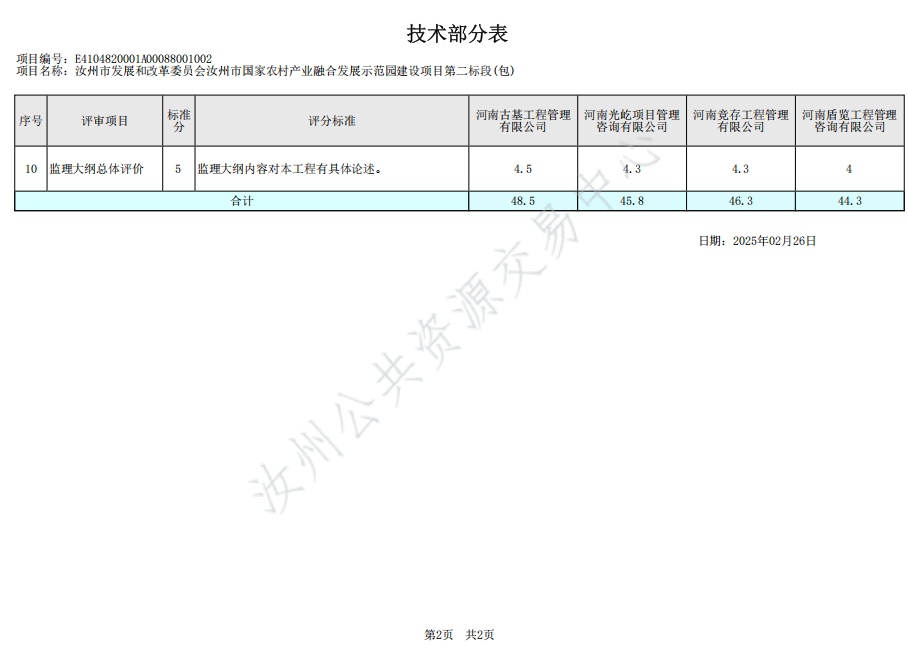 技术部分表
项目编号: E4104820001A00088001002
项目名称: 汝州市发展和改革委员会汝州市国家农村产业融合发展示范园建设项目第二标段(包)
序号 评审项目 标准分 评分标准 河南古基工程管理有限公司 河南光屹项目管理咨询有限公司 河南竞存工程管理有限公司 河南盾览工程管理咨询有限公司
10 监理大纲总体评价 5 监理大纲内容对本工程有具体论述。 4.5 4.3 4.3 4
合计 48.5 45.8 46.3 44.3
日期: 2025年02月26日
汝州公共资源交易中心
第2页 共2页